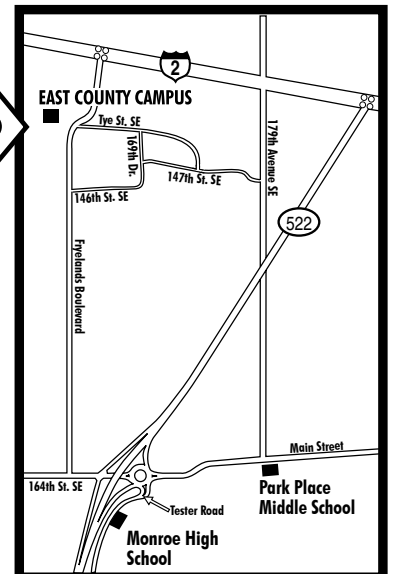 2
EAST COUNTY CAMPUS
Tye St. SE
169th Dr.
179th Avenue SE
147th St. SE
146th St. SE
522
Fryelands Boulevard
Main Street
164th St. SE
Park Place
Middle School
Tester Road
Monroe High
School